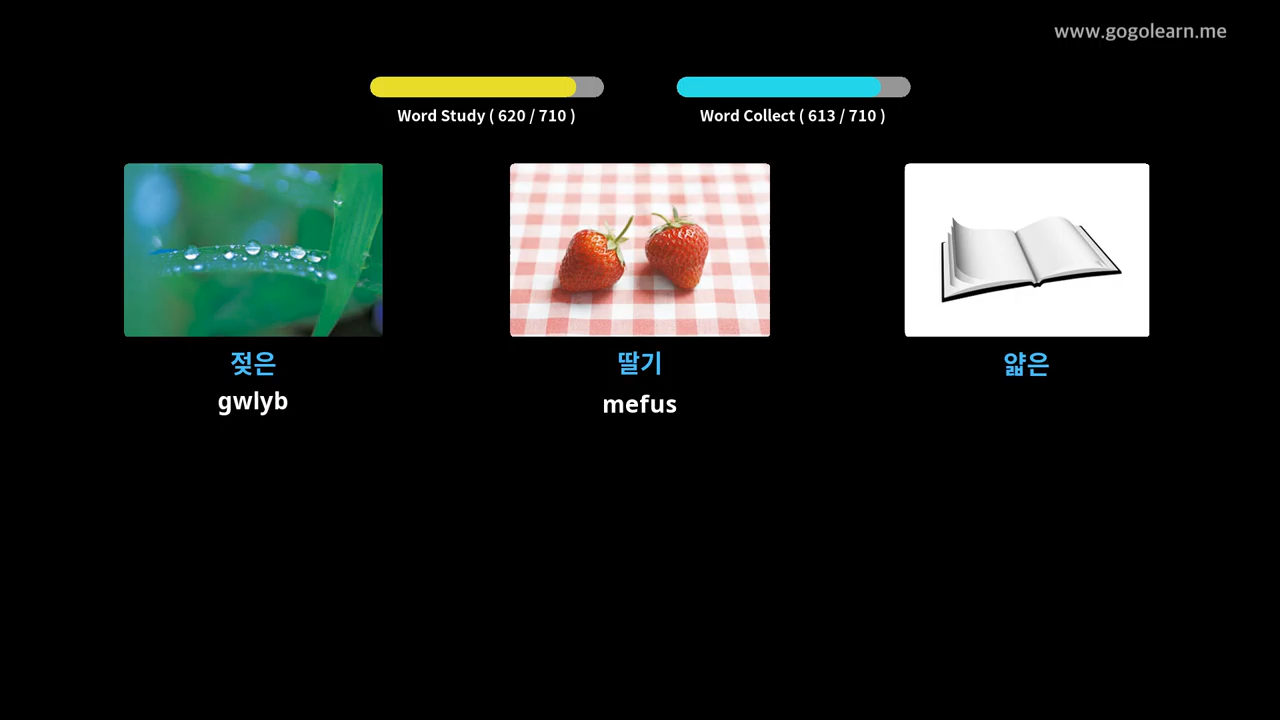 www.gogolearn.me
Word Study ( 620 / 710 )
Word Collect ( 613 / 710 )
젖은
gwlyb
딸기
mefus
얇은